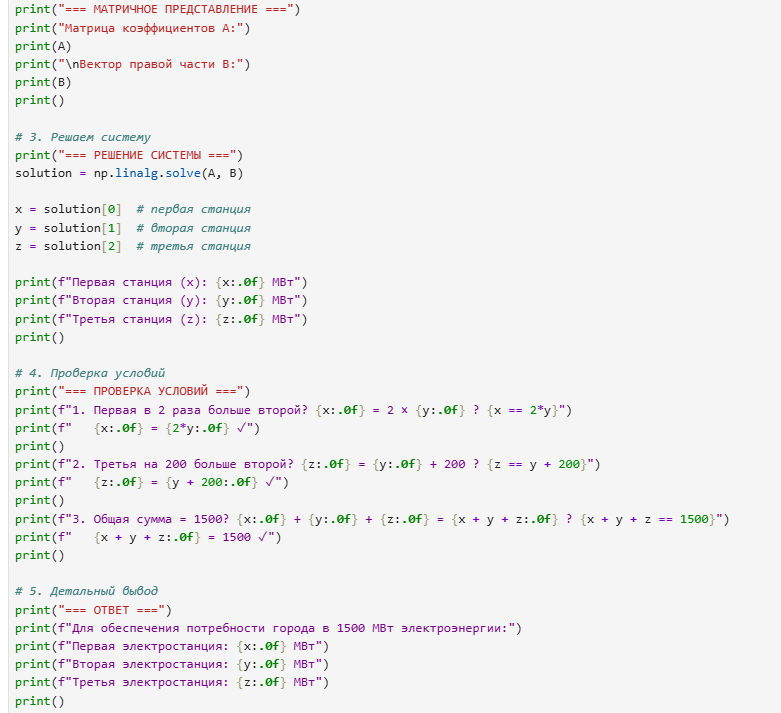 print("=== МАТРИЧНОЕ ПРЕДСТАВЛЕНИЕ ===")
print("Матрица коэффициентов A:")
print(A)
print("\nВектор правой части B:")
print(B)
print()
# 3. Решаем систему
print("=== РЕШЕНИЕ СИСТЕМЫ ===")
solution = np.linalg.solve(A, B)
x = solution[0]  # первая станция
y = solution[1]  # вторая станция
z = solution[2]  # третья станция
print(f"Первая станция (x): {x:.0f} МВт")
print(f"Вторая станция (y): {y:.0f} МВт")
print(f"Третья станция (z): {z:.0f} МВт")
print()
# 4. Проверка условий
print("=== ПРОВЕРКА УСЛОВИЙ ===")
print(f"1. Первая в 2 раза больше второй? {x:.0f} = 2 × {y:.0f} ? {x == 2*y}")
print(f"   {x:.0f} = {2*y:.0f} ✓")
print()
print(f"2. Третья на 200 больше второй? {z:.0f} = {y:.0f} + 200 ? {z == y + 200}")
print(f"   {z:.0f} = {y + 200:.0f} ✓")
print()
print(f"3. Общая сумма = 1500? {x:.0f} + {y:.0f} + {z:.0f} = {x + y + z:.0f} ? {x + y + z == 1500}")
print(f"   {x + y + z:.0f} = 1500 ✓")
print()
# 5. Детальный вывод
print("=== ОТВЕТ ===")
print(f"Для обеспечения потребности города в 1500 МВт электроэнергии:")
print(f"Первая электростанция: {x:.0f} МВт")
print(f"Вторая электростанция: {y:.0f} МВт")
print(f"Третья электростанция: {z:.0f} МВт")
print()